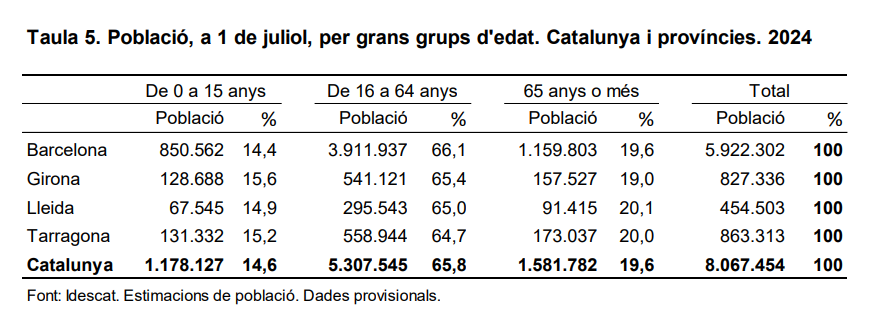 Taula 5. Població, a 1 de juliol, per grans grups d'edat. Catalunya i províncies. 2024
De 0 a 15 anys De 16 a 64 anys 65 anys o més Total
Població % Població % Població % Població %
Barcelona 850.562 14,4 3.911.937 66,1 1.159.803 19,6 5.922.302 100
Girona 128.688 15,6 541.121 65,4 157.527 19,0 827.336 100
Lleida 67.545 14,9 295.543 65,0 91.415 20,1 454.503 100
Tarragona 131.332 15,2 558.944 64,7 173.037 20,0 863.313 100
Catalunya 1.178.127 14,6 5.307.545 65,8 1.581.782 19,6 8.067.454 100
Font: Idescat. Estimacions de població. Dades provisionals.